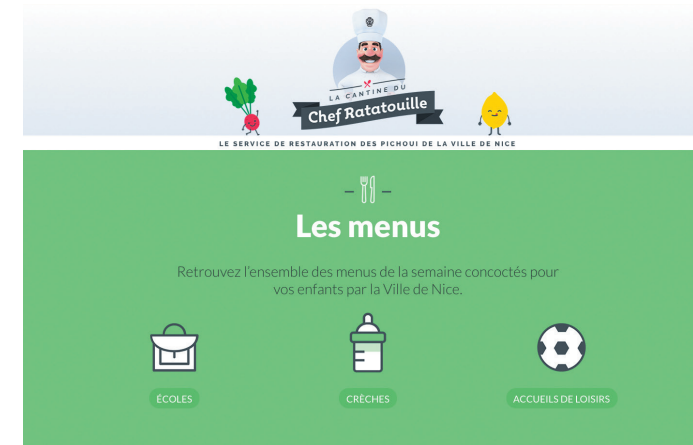 LA CANTINE DU
Chef Ratatouille
LE SERVICE DE RESTAURATION DES PICHOUI DE LA VILLE DE NICE
Les menus
Retrouvez l'ensemble des menus de la semaine concoctés pour
vos enfants par la Ville de Nice.
ÉCOLES
CRÈCHES
ACCUEILS DE LOISIRS